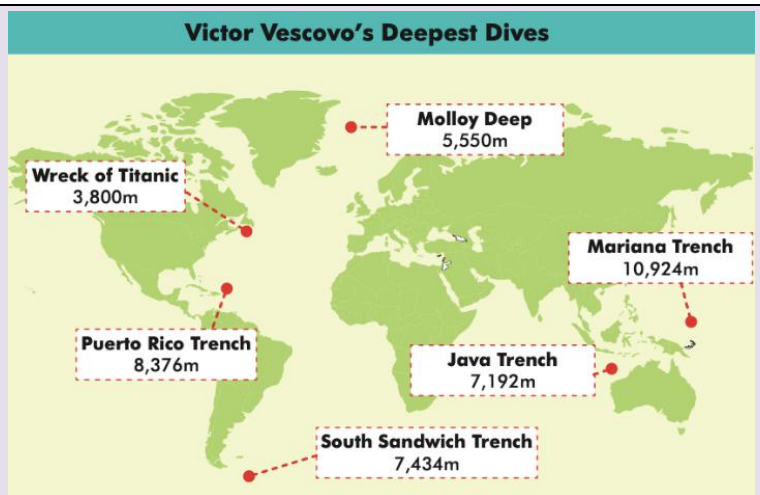 Victor Vescovo's Deepest Dives
Molloy Deep
5,550m
Wreck of Titanic
3,800m
Mariana Trench
10,924m
Puerto Rico Trench
8,376m
Java Trench
7,192m
South Sandwich Trench
7,434m